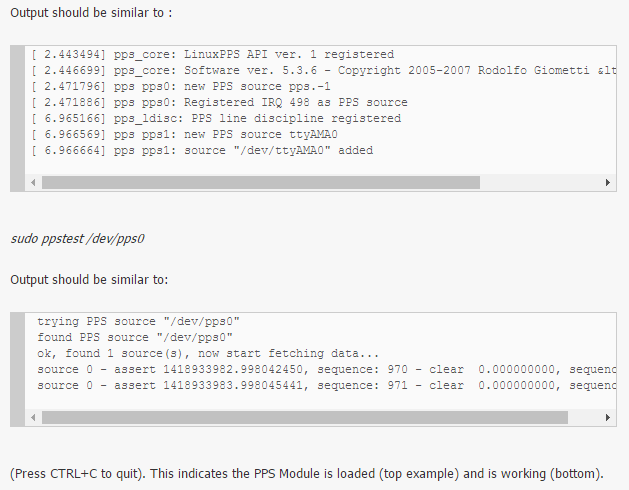 Output should be similar to :
[ 2.443494] pps_core: LinuxPPS API ver. 1 registered
[ 2.446699] pps_core: Software ver. 5.3.6 - Copyright 2005-2007 Rodolfo Giometti &lt
[ 2.471796] pps pps0: new PPS source pps.-1
[ 2.471886] pps pps0: Registered IRQ 498 as PPS source
[ 6.965166] pps_ldisc: PPS line discipline registered
[ 6.966569] pps pps1: new PPS source ttyAMA0
[ 6.966664] pps pps1: source "/dev/ttyAMA0" added
sudo ppstest /dev/pps0
Output should be similar to:
trying PPS source "/dev/pps0"
found PPS source "/dev/pps0"
ok, found 1 source(s), now start fetching data...
source 0 - assert 1418933982.998042450, sequence: 970 - clear  0.000000000, sequenc
source 0 - assert 1418933983.998045441, sequence: 971 - clear  0.000000000, sequenc
(Press CTRL+C to quit). This indicates the PPS Module is loaded (top example) and is working (bottom).